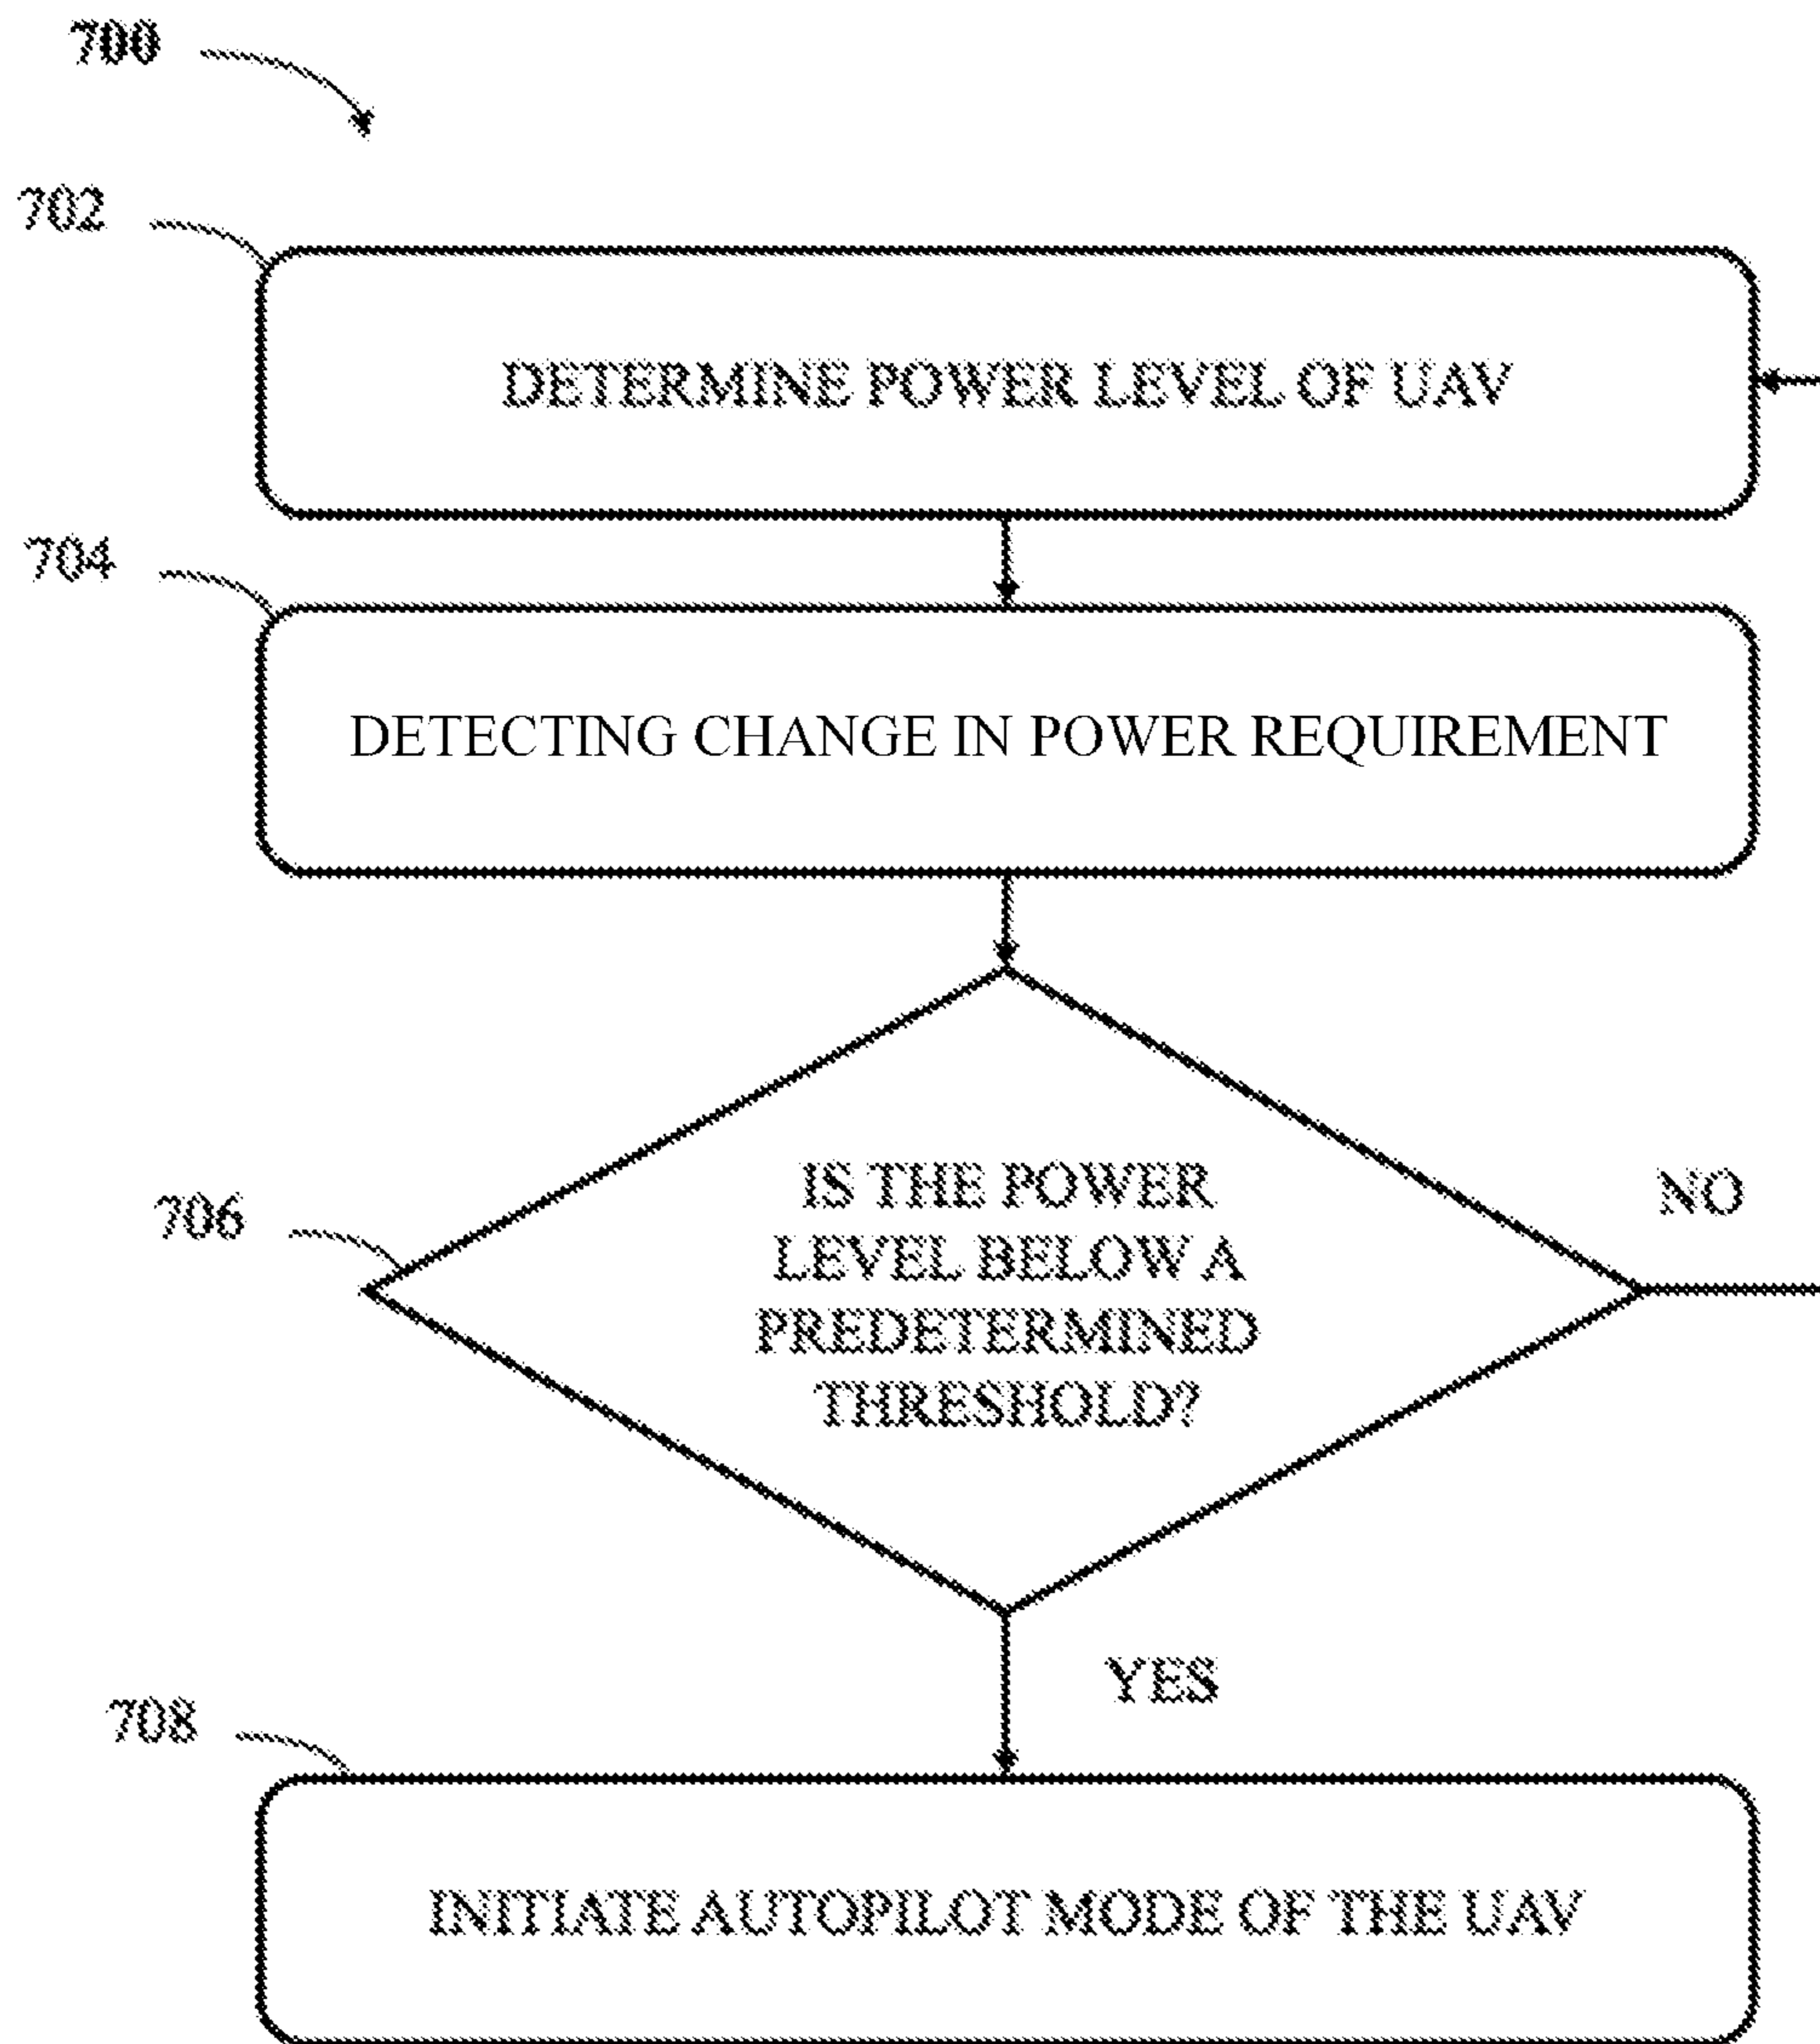 700
702
DETERMINE POWER LEVEL OF UAV
704
DETECTING CHANGE IN POWER REQUIREMENT
706
IS THE POWER
LEVEL BELOW A
PREDETERMINED
THRESHOLD?
NO
YES
708
INITIATE AUTOPILOT MODE OF THE UAV